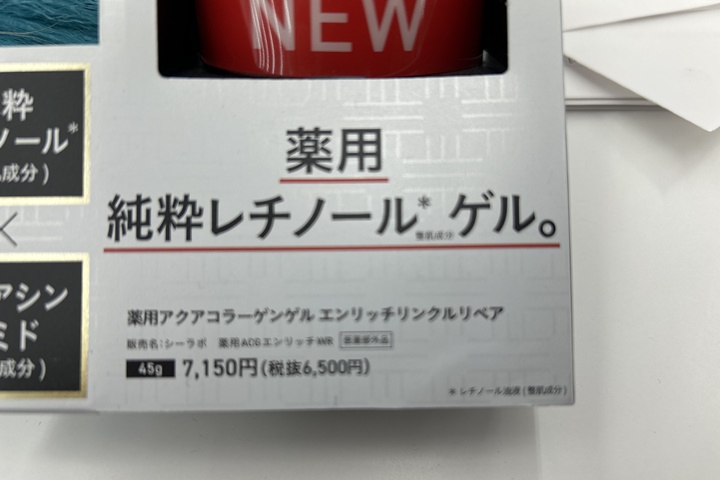 NEW
粋
ノール*
成分)
×
アシン
ミド
成分)
薬用
純粋レチノール*ゲル。
整肌成分
薬用アクアコラーゲンゲル エンリッチリンクルリペア
販売名:シーラボ 薬用ACGエンリッチWR 医薬部外品
45g 7,150円(税抜6,500円)
*レチノール油液(整肌成分)